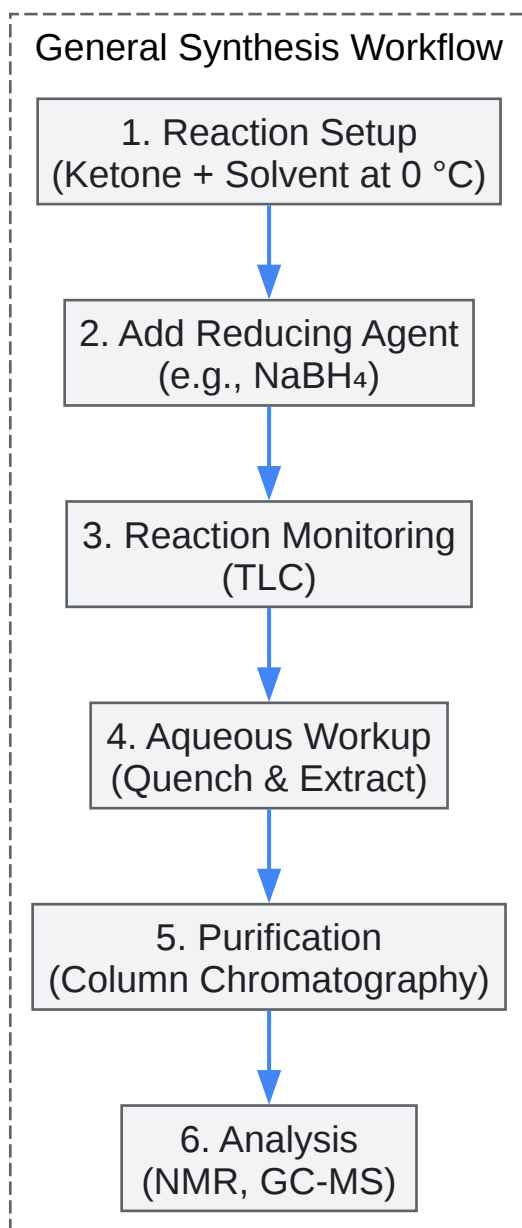 General Synthesis Workflow
1. Reaction Setup
(Ketone + Solvent at 0 °C)
2. Add Reducing Agent
(e.g., NaBH₄)
3. Reaction Monitoring
(TLC)
4. Aqueous Workup
(Quench & Extract)
5. Purification
(Column Chromatography)
6. Analysis
(NMR, GC-MS)